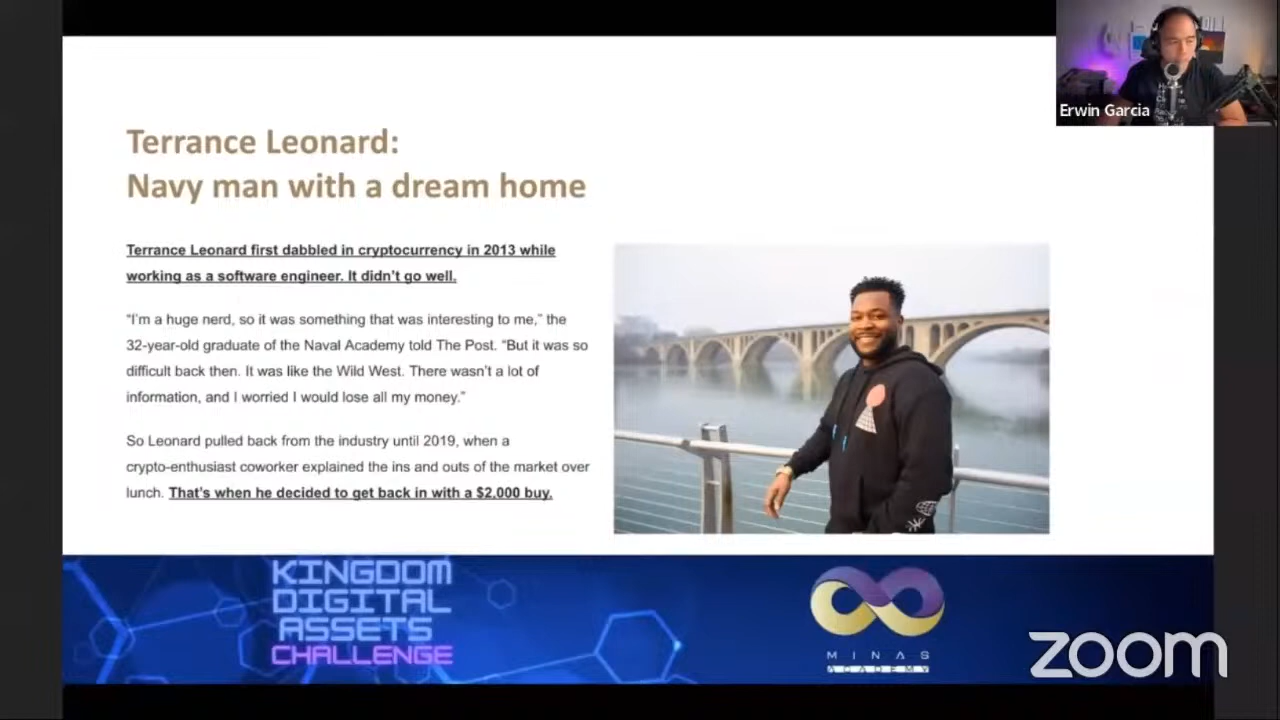 Erwin Garcia
Terrance Leonard:
Navy man with a dream home
Terrance Leonard first dabbled in cryptocurrency in 2013 while
working as a software engineer. It didn't go well.
"I'm a huge nerd, so it was something that was interesting to me," the
32-year-old graduate of the Naval Academy told The Post. "But it was so
difficult back then. It was like the Wild West. There wasn't a lot of
information, and I worried I would lose all my money."
So Leonard pulled back from the industry until 2019, when a
crypto-enthusiast coworker explained the ins and outs of the market over
lunch. That's when he decided to get back in with a $2,000 buy.
KINGDOM
DIGITAL
ASSETS
CHALLENGE
MINAS
ACADEMY
zoom